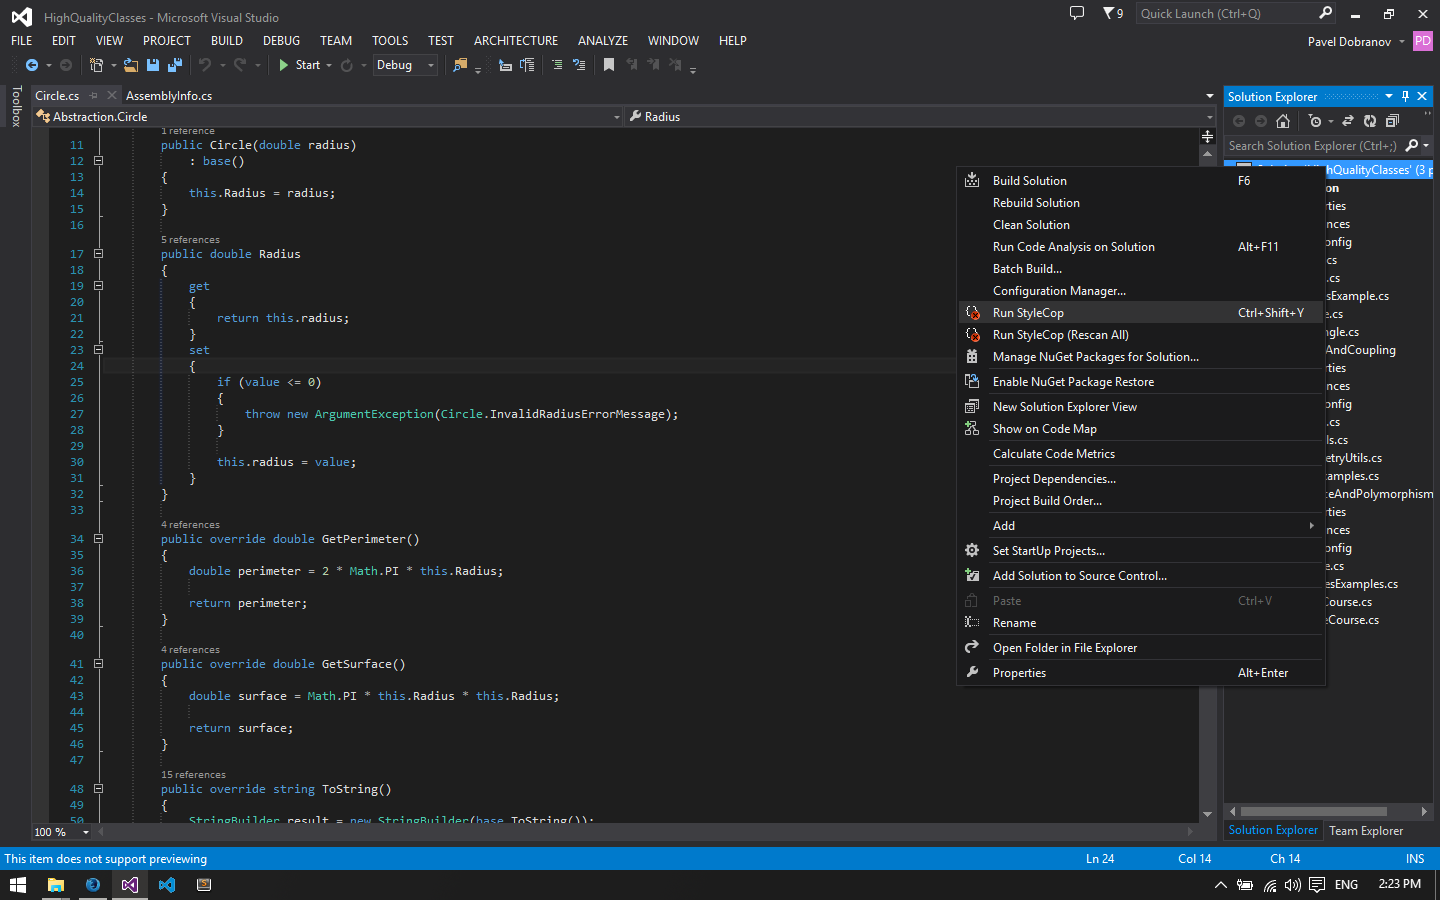 HighQualityClasses - Microsoft Visual Studio
9
Quick Launch (Ctrl+Q)
FILE EDIT VIEW PROJECT BUILD DEBUG TEAM TOOLS TEST ARCHITECTURE ANALYZE WINDOW HELP
Pavel Dobranov PD
Start Debug
Toolbox
Circle.cs AssemblyInfo.cs
Abstraction.Circle Radius
1 reference
11 public Circle(double radius)
12 : base()
13 {
14 this.Radius = radius;
15 }
16
5 references
17 public double Radius
18 {
19 get
20 {
21 return this.radius;
22 }
23 set
24 {
25 if (value <= 0)
26 {
27 throw new ArgumentException(Circle.InvalidRadiusErrorMessage);
28 }
29
30 this.radius = value;
31 }
32 }
33
4 references
34 public override double GetPerimeter()
35 {
36 double perimeter = 2 * Math.PI * this.Radius;
37
38 return perimeter;
39 }
40
4 references
41 public override double GetSurface()
42 {
43 double surface = Math.PI * this.Radius * this.Radius;
44
45 return surface;
46 }
47
15 references
48 public override string ToString()
49 {
50 StringBuilder result = new StringBuilder(base.ToString());
100 %
Build Solution F6
Rebuild Solution
Clean Solution
Run Code Analysis on Solution Alt+F11
Batch Build...
Configuration Manager...
Run StyleCop Ctrl+Shift+Y
Run StyleCop (Rescan All)
Manage NuGet Packages for Solution...
Enable NuGet Package Restore
New Solution Explorer View
Show on Code Map
Calculate Code Metrics
Project Dependencies...
Project Build Order...
Add
Set StartUp Projects...
Add Solution to Source Control...
Paste Ctrl+V
Rename
Open Folder in File Explorer
Properties Alt+Enter
Solution Explorer
Search Solution Explorer (Ctrl+;)
hQualityClasses' (3 p
on
rties
nces
onfig
cs
.cs
sExample.cs
e.cs
ngle.cs
AndCoupling
rties
nces
onfig
.cs
ls.cs
etryUtils.cs
amples.cs
ceAndPolymorphism
rties
nces
onfig
e.cs
esExamples.cs
Course.cs
eCourse.cs
Solution Explorer Team Explorer
This item does not support previewing
Ln 24 Col 14 Ch 14 INS
ENG 2:23 PM